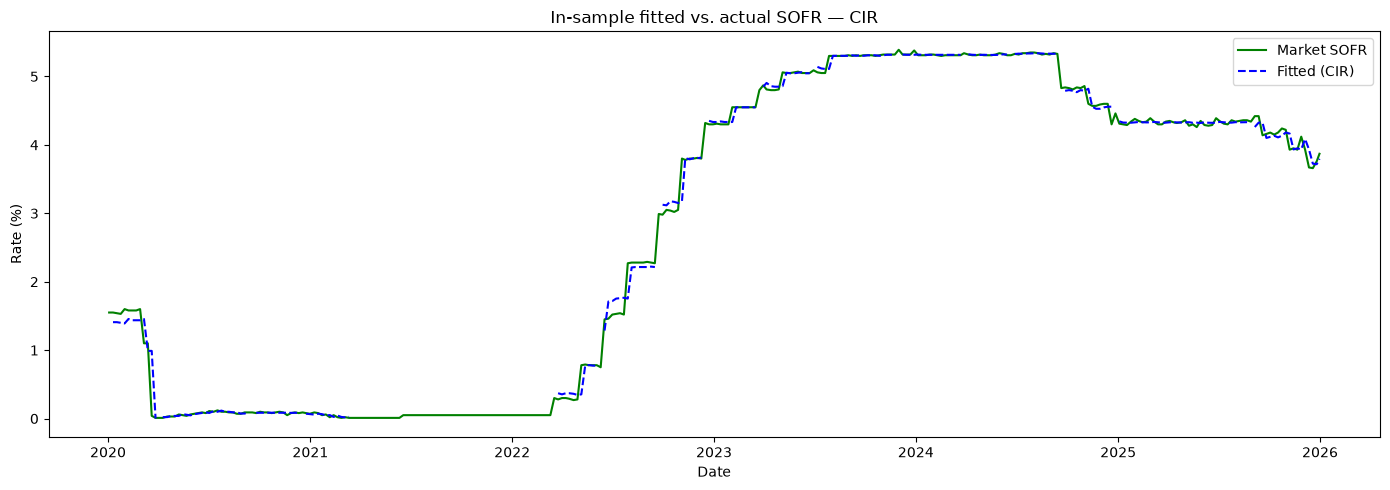 In-sample fitted vs. actual SOFR — CIR
Market SOFR
Fitted (CIR)
Rate (%)
5
4
3
2
1
0
2020 2021 2022 2023 2024 2025 2026
Date